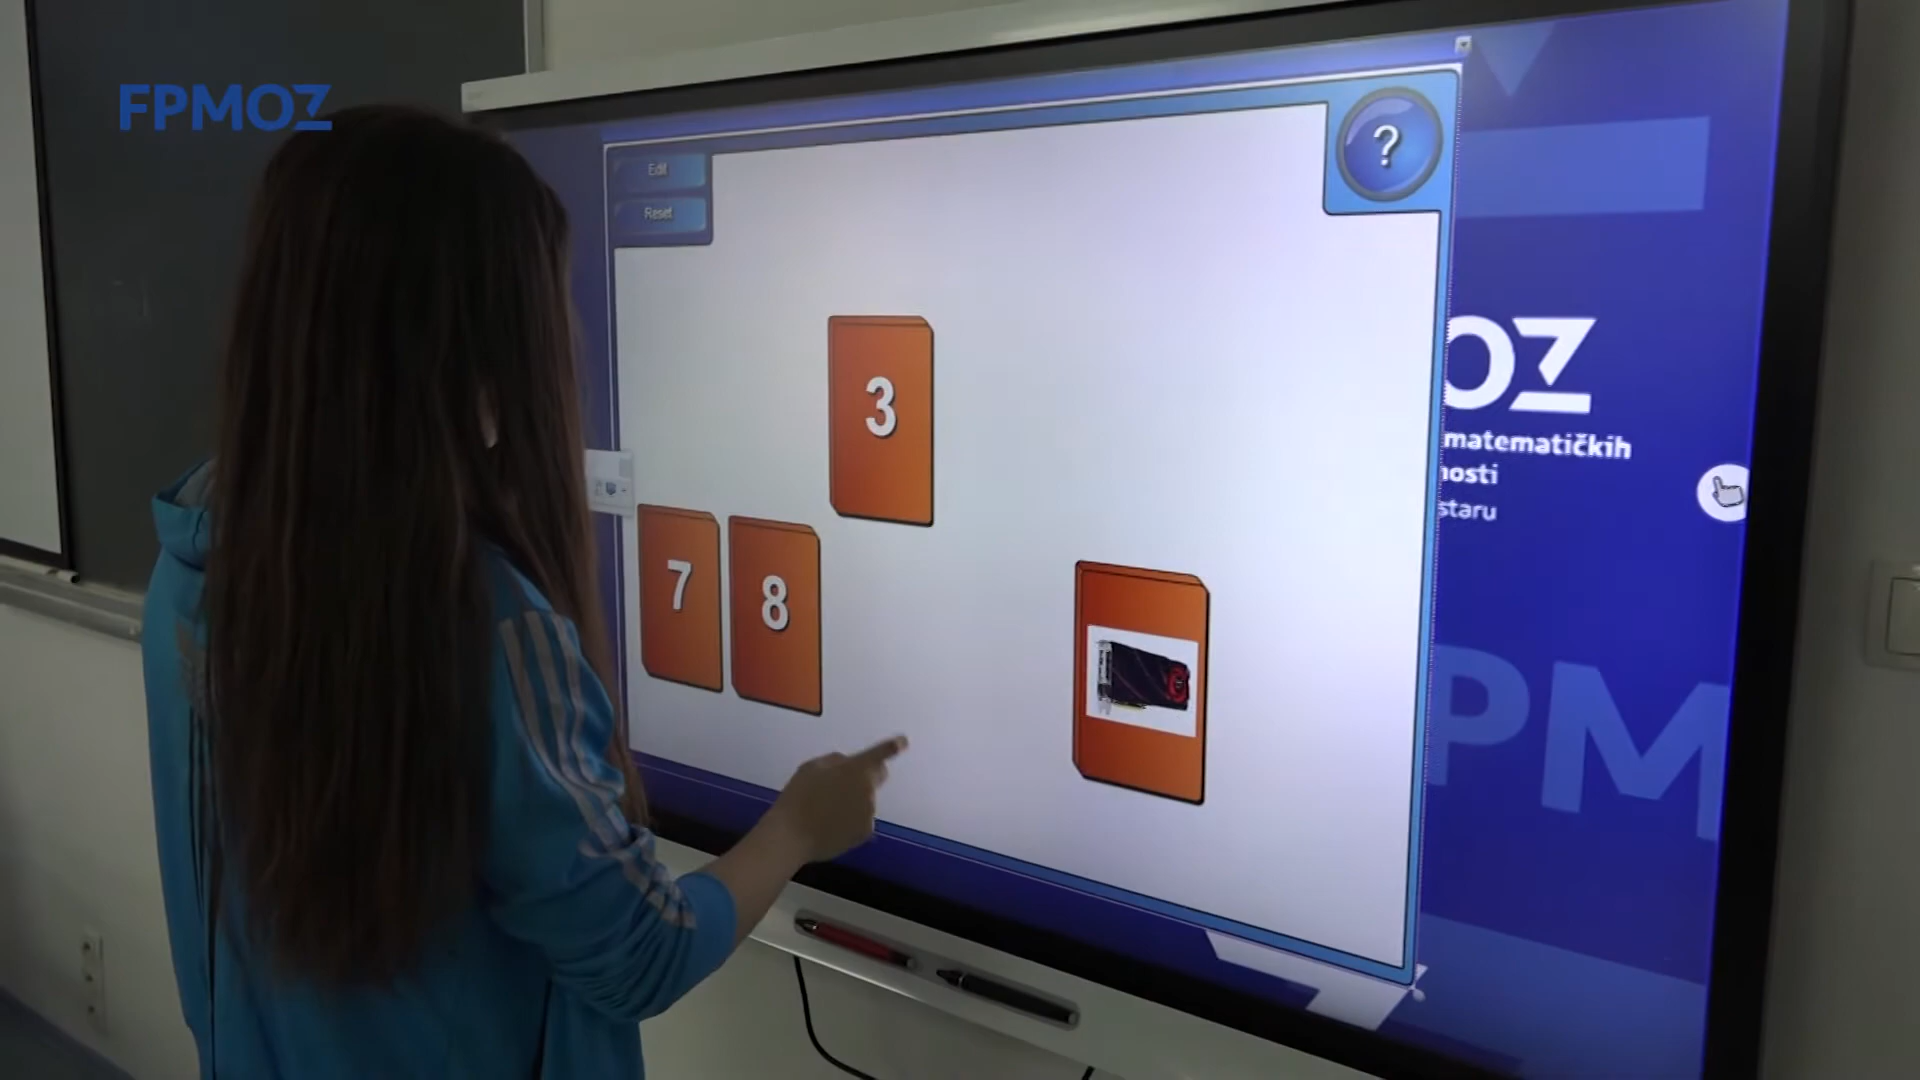 FPMOZ
Edit
Reset
?
3
7
8
OZ
matematičkih
nosti
staru
PM